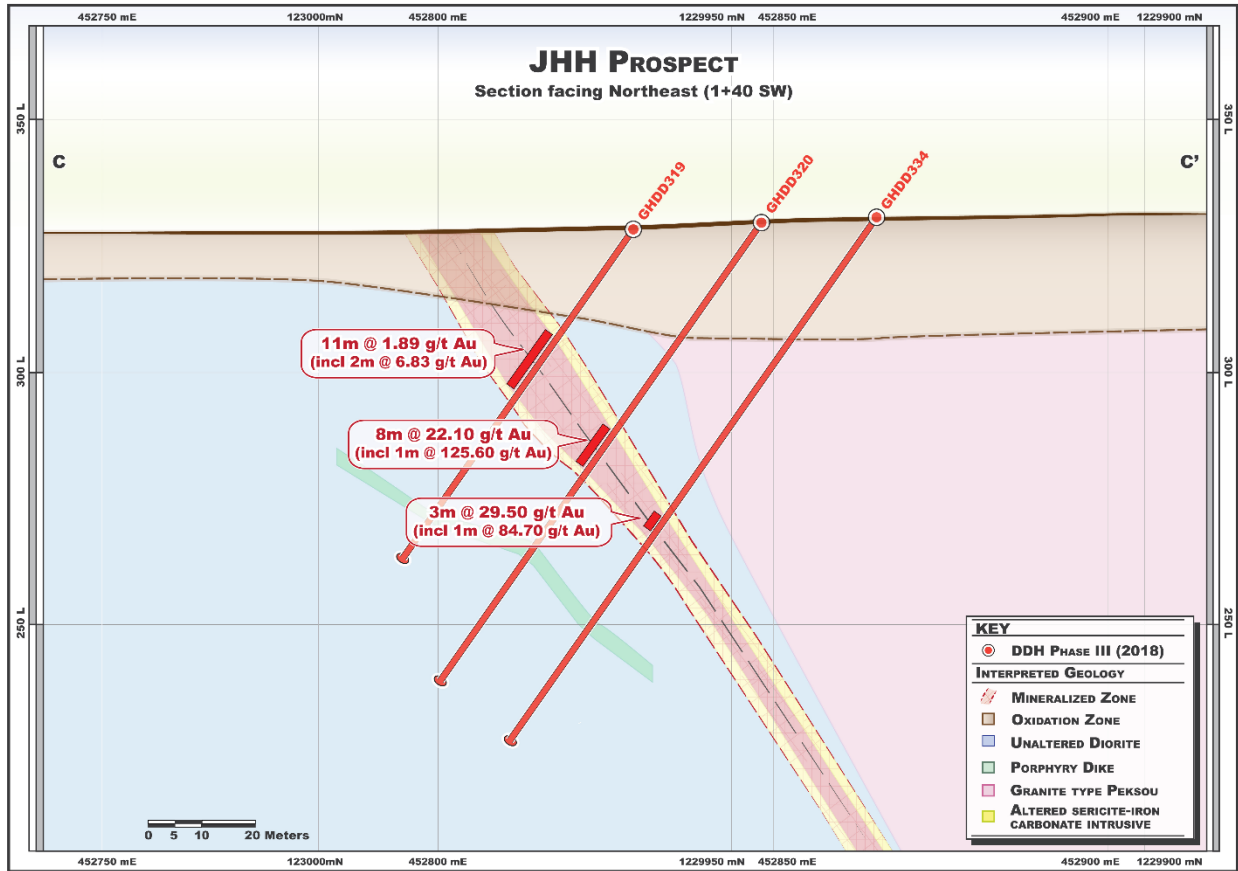 452750 mE
123000mN
452800 mE
1229950 mN
452850 mE
452900 mE
1229900 mN
JHH PROSPECT
Section facing Northeast (1+40 SW)
350 L
350 L
C
C'
GHDD319
GHDD320
GHDD334
11m @ 1.89 g/t Au
(incl 2m @ 6.83 g/t Au)
300 L
300 L
8m @ 22.10 g/t Au
(incl 1m @ 125.60 g/t Au)
3m @ 29.50 g/t Au
(incl 1m @ 84.70 g/t Au)
250 L
250 L
KEY
DDH PHASE III (2018)
INTERPRETED GEOLOGY
MINERALIZED ZONE
OXIDATION ZONE
UNALTERED DIORITE
PORPHYRY DIKE
GRANITE TYPE PEKSOU
ALTERED SERICITE-IRON
CARBONATE INTRUSIVE
0 5 10 20 Meters
452750 mE
123000mN
452800 mE
1229950 mN
452850 mE
452900 mE
1229900 mN